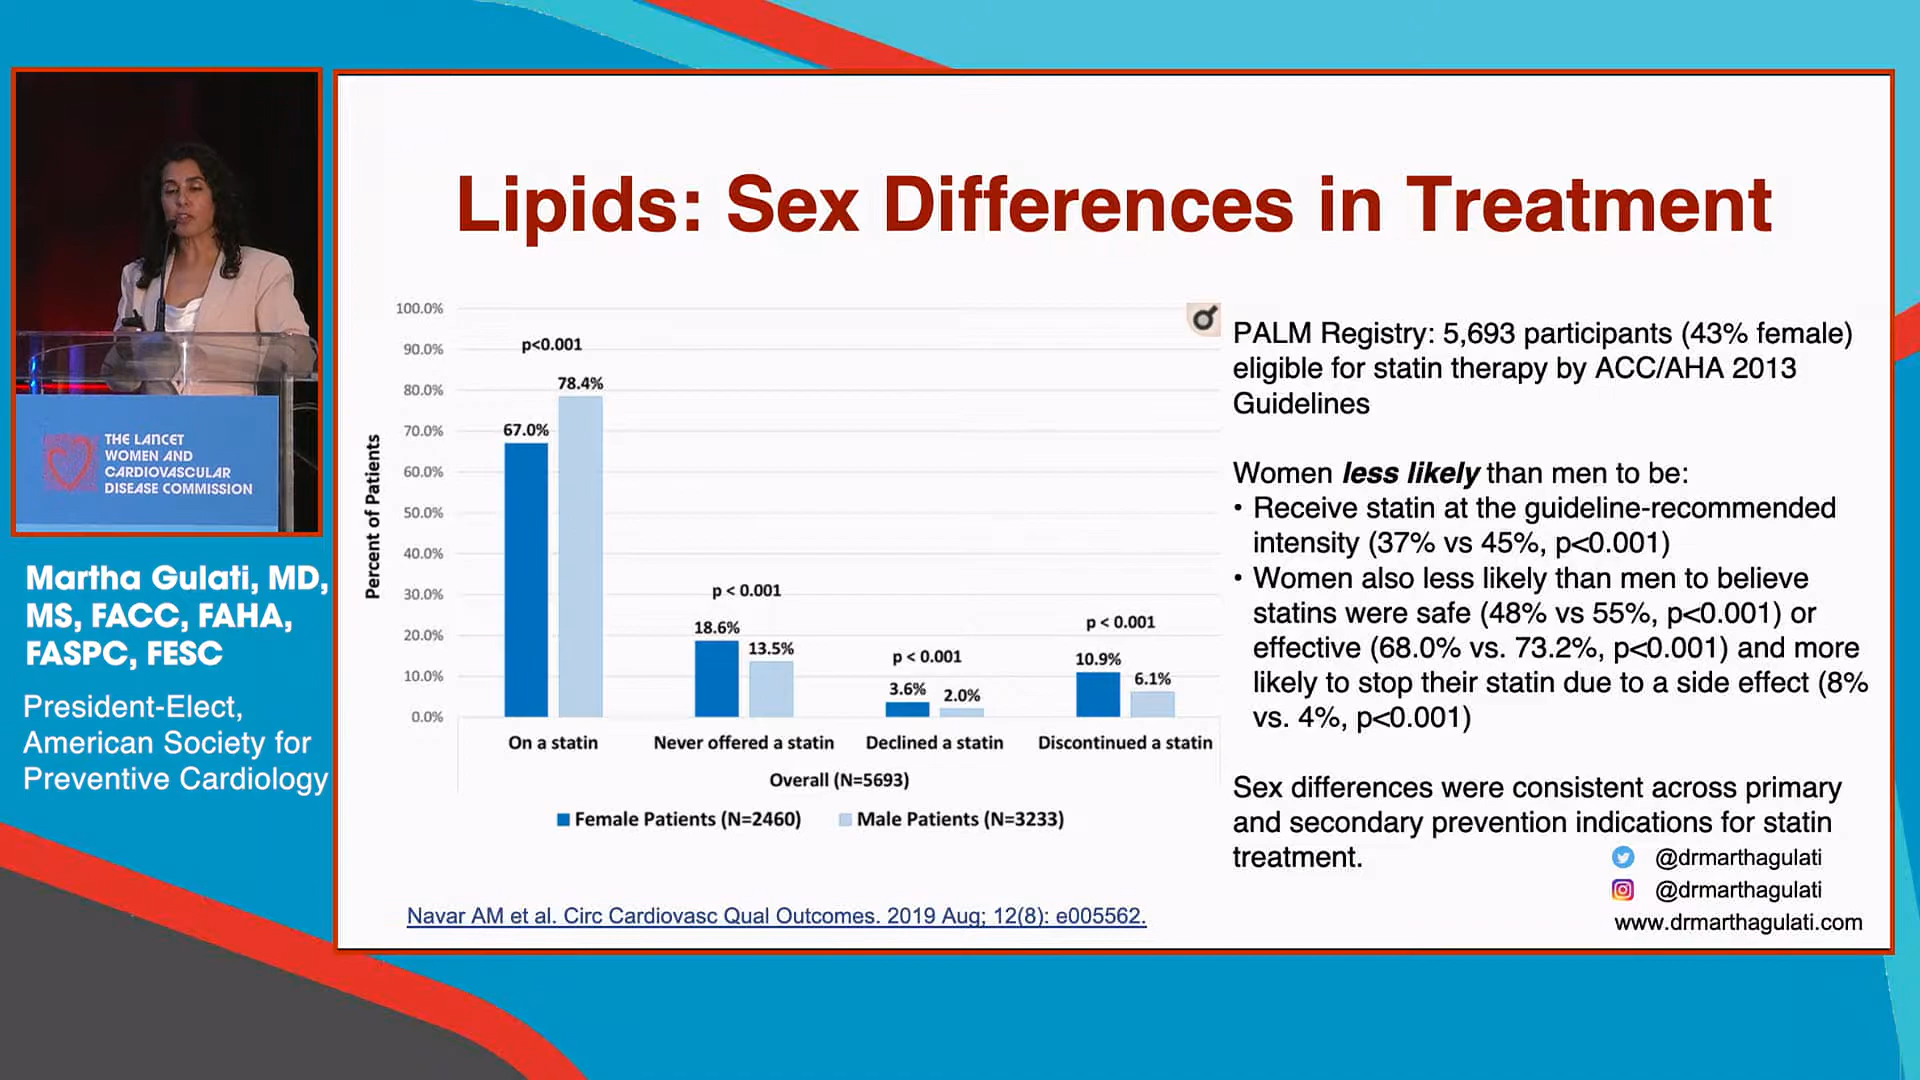 Lipids: Sex Differences in Treatment
100.0%
90.0%
80.0%
70.0%
60.0%
50.0%
40.0%
30.0%
20.0%
10.0%
0.0%
Percent of Patients
p<0.001
67.0%
78.4%
p < 0.001
18.6%
13.5%
p < 0.001
3.6%
2.0%
p < 0.001
10.9%
6.1%
On a statin
Never offered a statin
Declined a statin
Discontinued a statin
Overall (N=5693)
Female Patients (N=2460)
Male Patients (N=3233)
Navar AM et al. Circ Cardiovasc Qual Outcomes. 2019 Aug; 12(8): e005562.
PALM Registry: 5,693 participants (43% female)
eligible for statin therapy by ACC/AHA 2013
Guidelines
Women less likely than men to be:
• Receive statin at the guideline-recommended
intensity (37% vs 45%, p<0.001)
• Women also less likely than men to believe
statins were safe (48% vs 55%, p<0.001) or
effective (68.0% vs. 73.2%, p<0.001) and more
likely to stop their statin due to a side effect (8%
vs. 4%, p<0.001)
Sex differences were consistent across primary
and secondary prevention indications for statin
treatment.
@drmarthagulati
@drmarthagulati
www.drmarthagulati.com
THE LANCET
WOMEN AND
CARDIOVASCULAR
DISEASE COMMISSION
Martha Gulati, MD,
MS, FACC, FAHA,
FASPC, FESC
President-Elect,
American Society for
Preventive Cardiology